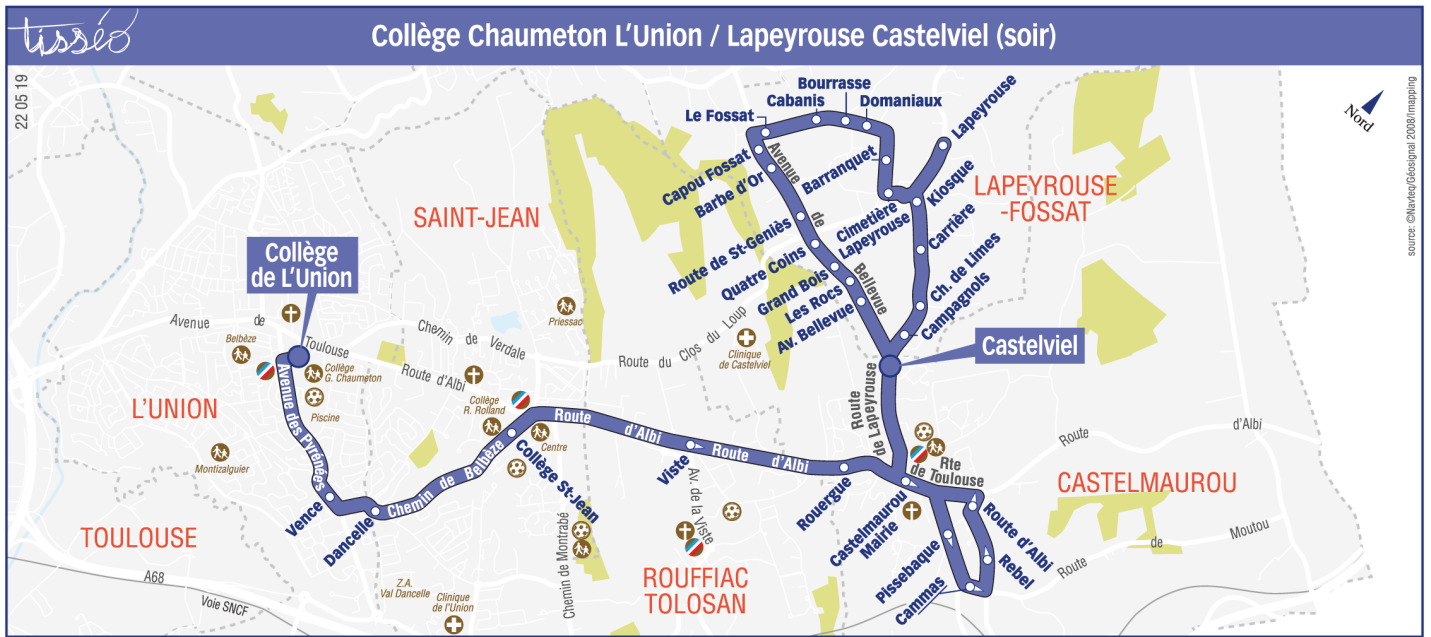 tisséo
Collège Chaumeton L'Union / Lapeyrouse Castelviel (soir)
22 05 19
Nord
source: ©Navteq/Géosignal 2008/Inmapping
Bourrasse
Cabanis
Domaniaux
Le Fossat
Lapeyrouse
Capou Fossat
Barbe d'Or
Avenue
de
Bellevue
Barranquet
Kiosque
LAPEYROUSE
-FOSSAT
SAINT-JEAN
Cimetière
Lapeyrouse
Carrière
Route de St-Geniès
Quatre Coins
Grand Bois
Les Rocs
Av. Bellevue
Ch. de Limes
Campagnols
Collège
de L'Union
Castelviel
Avenue de
Toulouse
Belbèze
Collège
G. Chaumeton
Piscine
Chemin de Verdale
Priessac
Route du Clos du Loup
Clinique
de Castelviel
Route d'Albi
L'UNION
Avenue des Pyrénées
Montizalguier
Collège
R. Rolland
Centre
Route d'Albi
Route d'Albi
Route
de Lapeyrouse
Rte
de Toulouse
Route d'Albi
CASTELMAUROU
Chemin de Belbèze
Collège St-Jean
Viste
Av. de la Viste
Rouergue
Castelmaurou
Mairie
Route d'Albi
Rebel
Pissebaque
Cammas
Route de Moutou
Vence
Dancelle
TOULOUSE
A68
Voie SNCF
Z.A.
Val Dancelle
Clinique
de l'Union
Chemin de Montrabé
ROUFFIAC
TOLOSAN